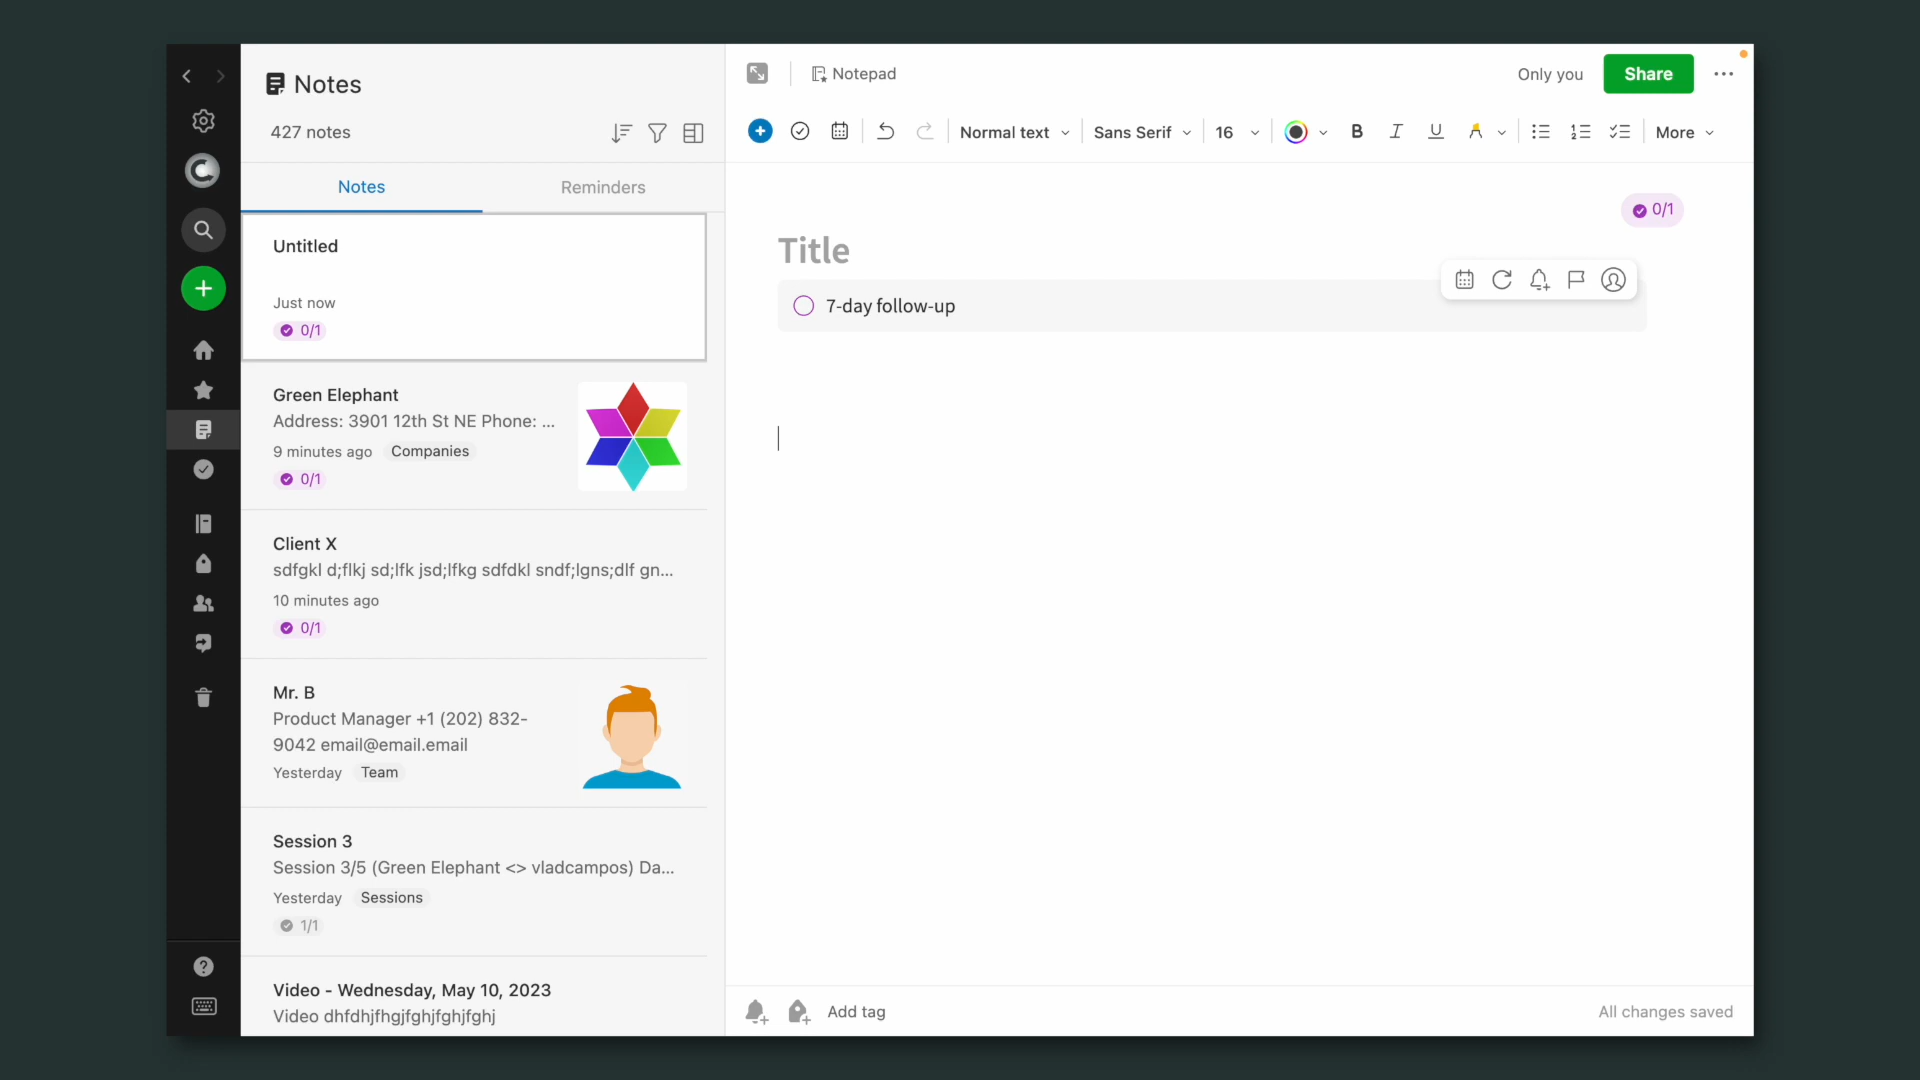 Notes
427 notes
Notes
Reminders
Untitled
Just now
0/1
Green Elephant
Address: 3901 12th St NE Phone: ...
9 minutes ago Companies
0/1
Client X
sdfgkl d;flkj sd;lfk jsd;lfkg sdfdkl sndf;lgns;dlf gn...
10 minutes ago
0/1
Mr. B
Product Manager +1 (202) 832-
9042 email@email.email
Yesterday Team
Session 3
Session 3/5 (Green Elephant <> vladcampos) Da...
Yesterday Sessions
1/1
Video - Wednesday, May 10, 2023
Video dhfdhjfhgjfghjfghjfghj
Notepad
Only you
Share
Normal text
Sans Serif
16
B I U A
More
0/1
Title
7-day follow-up
Add tag
All changes saved